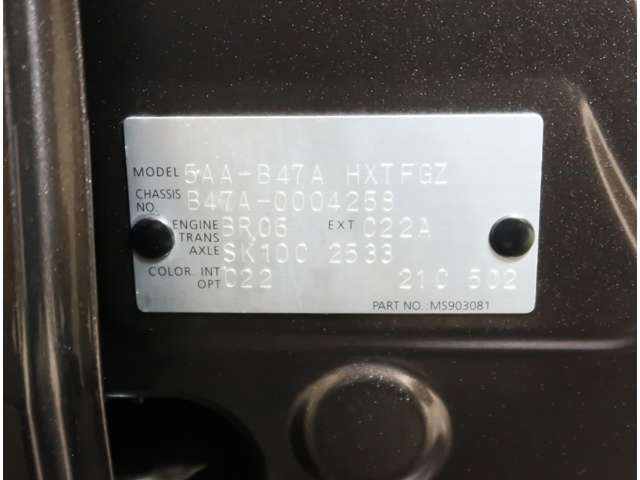 MODEL 5AA-B47A HXTFGZ
CHASSIS NO. B47A-0004258
ENGINE BR06 EXT C22A
TRANS AXLE SK10C 2533
COLOR, INT OPT C22 21C 502
PART NO. MS903081